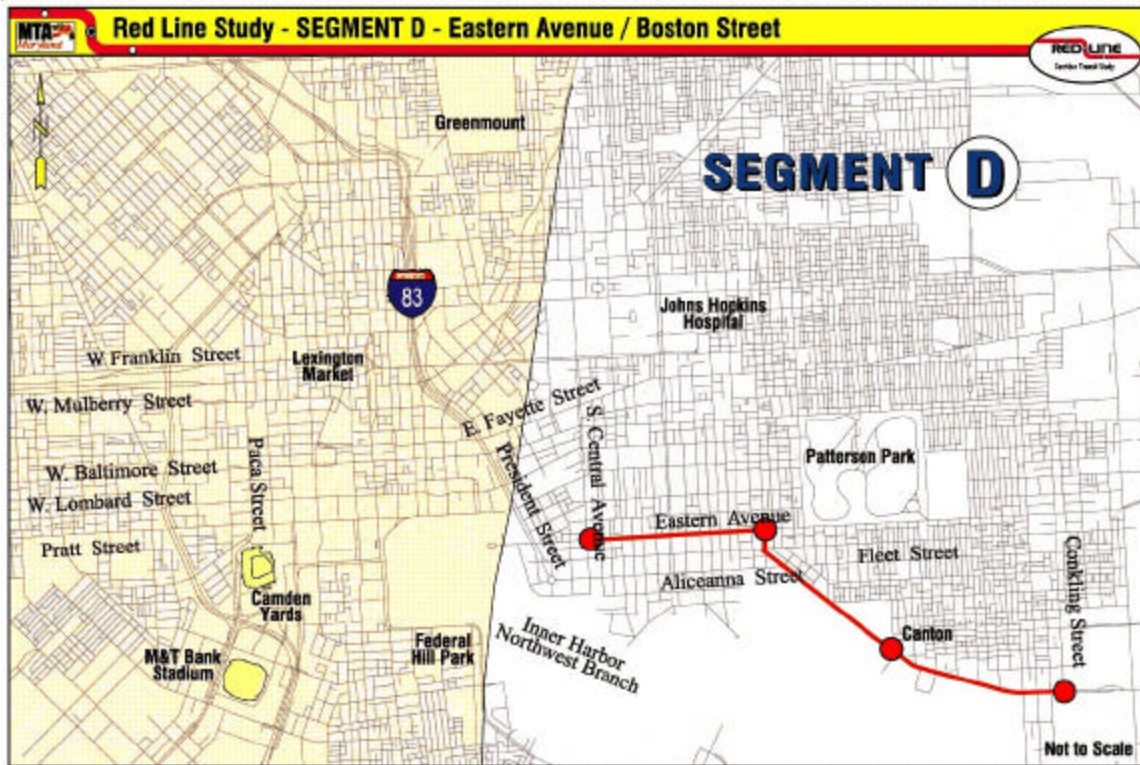 MTA
Maryland
Red Line Study - SEGMENT D - Eastern Avenue / Boston Street
RED LINE
Corridor Transit Study
Greenmount
SEGMENT D
83
Johns Hopkins
Hospital
W Franklin Street
Lexington
Market
W. Mulberry Street
E. Fayette Street
S. Central Avenue
President Street
Paca Street
W. Baltimore Street
W. Lombard Street
Pratt Street
Patterson Park
Eastern Avenue
Fleet Street
Aliceanna Street
Conkling Street
Camden
Yards
M&T Bank
Stadium
Federal
Hill Park
Inner Harbor
Northwest Branch
Canton
Not to Scale